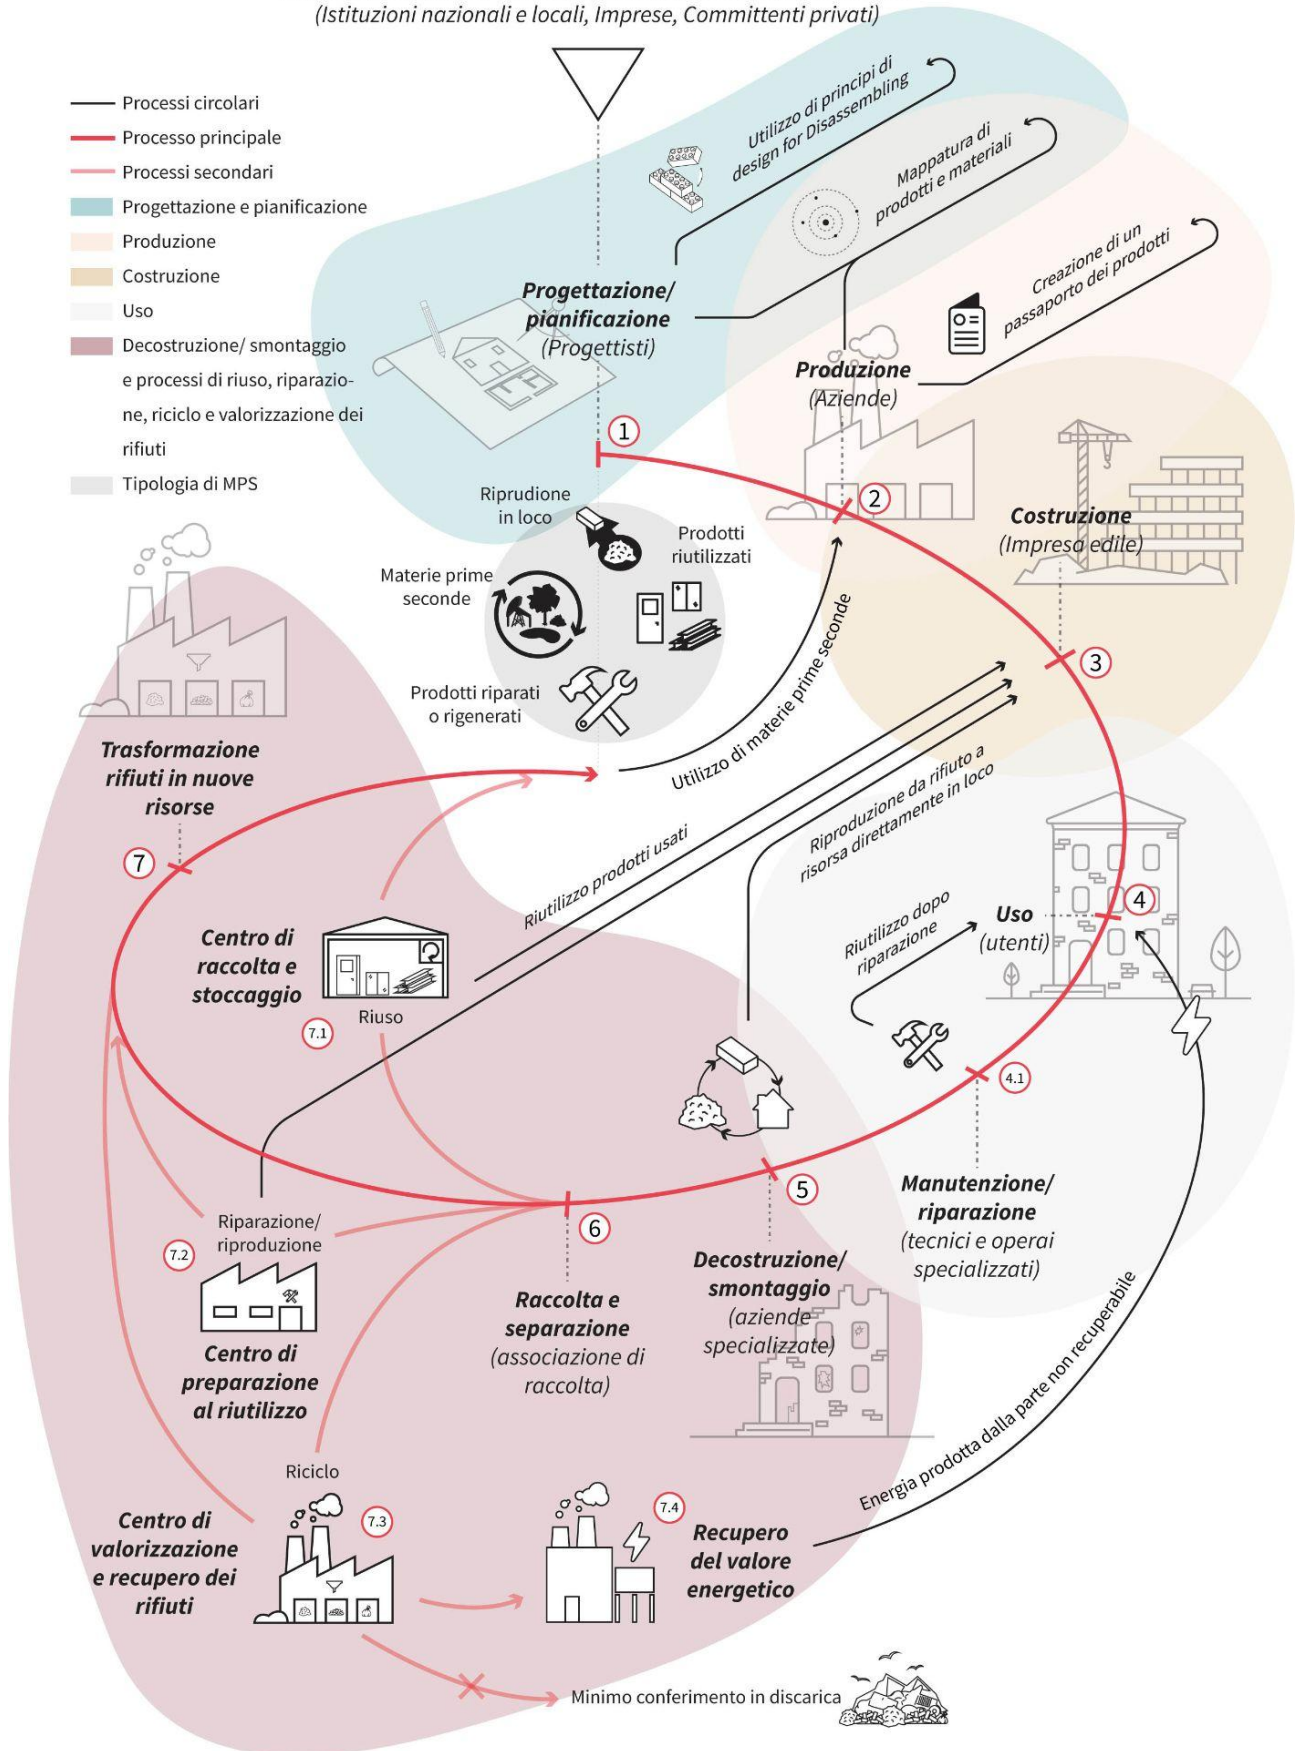 (Istituzioni nazionali e locali, Imprese, Committenti privati)
Processi circolari
Processo principale
Processi secondari
Progettazione e pianificazione
Produzione
Costruzione
Uso
Decostruzione/ smontaggio
e processi di riuso, riparazio-
ne, riciclo e valorizzazione dei
rifiuti
Tipologia di MPS
Utilizzo di principi di
design for Disassembling
Mappatura di
prodotti e materiali
Creazione di un
passaporto dei prodotti
Progettazione/
pianificazione
(Progettisti)
1
Produzione
(Aziende)
2
Costruzione
(Impresa edile)
3
Riprudione
in loco
Prodotti
riutilizzati
Materie prime
seconde
Prodotti riparati
o rigenerati
Utilizzo di materie prime seconde
Riutilizzo prodotti usati
Riproduzione da rifiuto a
risorsa direttamente in loco
Riutilizzo dopo
riparazione
Uso
(utenti)
4
4.1
Manutenzione/
riparazione
(tecnici e operai
specializzati)
5
Decostruzione/
smontaggio
(aziende
specializzate)
6
Raccolta e
separazione
(associazione di
raccolta)
Trasformazione
rifiuti in nuove
risorse
7
Centro di
raccolta e
stoccaggio
7.1
Riuso
Riparazione/
riproduzione
7.2
Centro di
preparazione
al riutilizzo
Riciclo
7.3
Centro di
valorizzazione
e recupero dei
rifiuti
7.4
Recupero
del valore
energetico
Energia prodotta dalla parte non recuperabile
Minimo conferimento in discarica